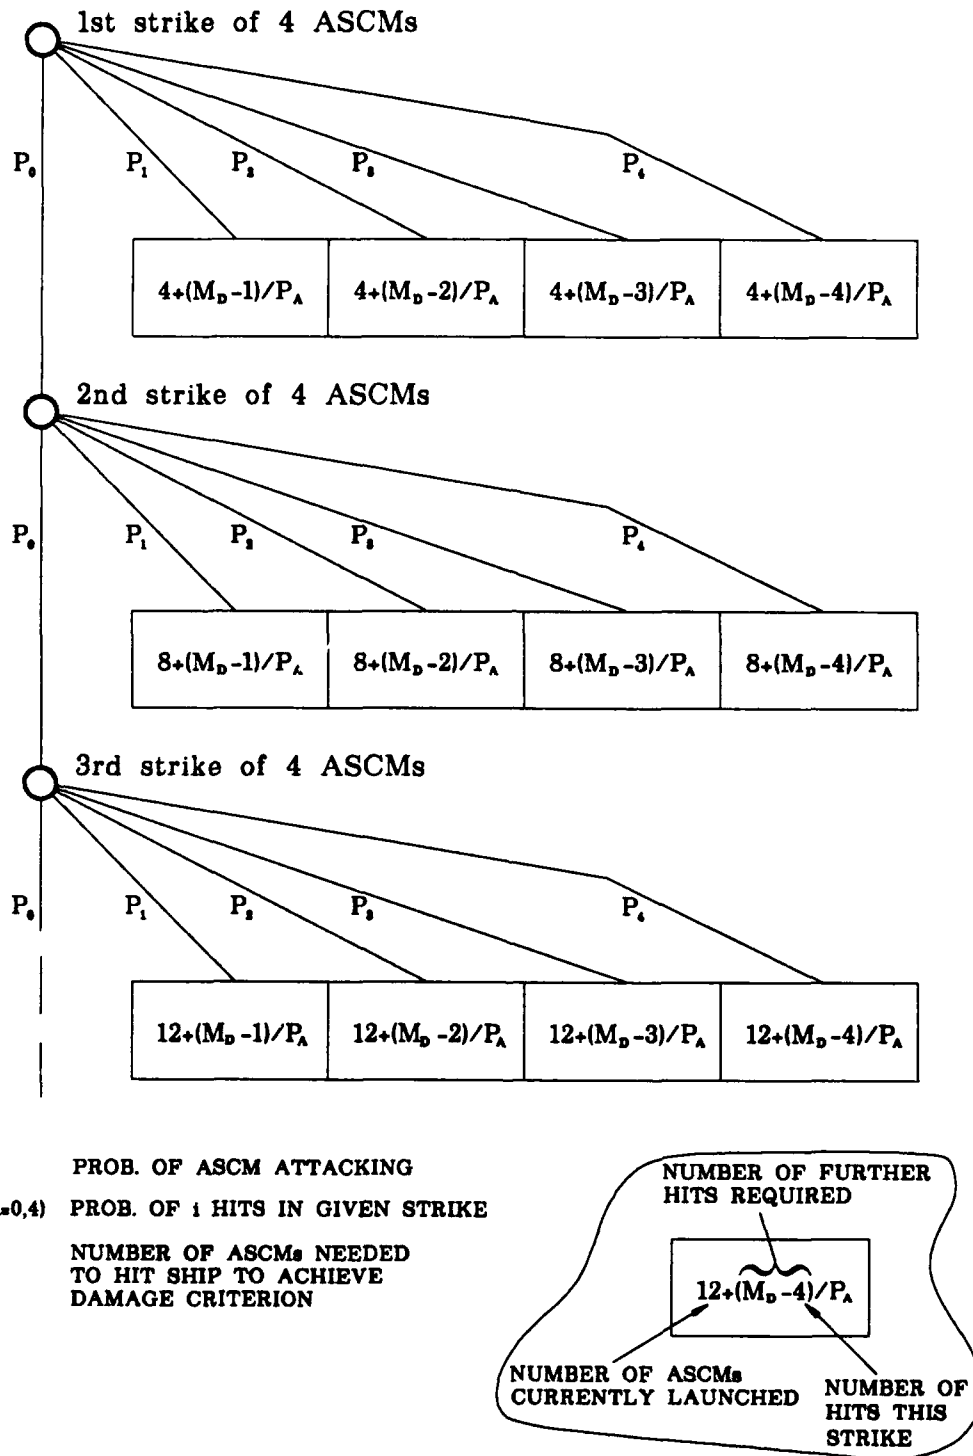 1st strike of 4 ASCMs
P₀ P₁ P₂ P₃ P₄
4+(M_D-1)/P_A 4+(M_D-2)/P_A 4+(M_D-3)/P_A 4+(M_D-4)/P_A
2nd strike of 4 ASCMs
P₀ P₁ P₂ P₃ P₄
8+(M_D-1)/P_A 8+(M_D-2)/P_A 8+(M_D-3)/P_A 8+(M_D-4)/P_A
3rd strike of 4 ASCMs
P₀ P₁ P₂ P₃ P₄
12+(M_D-1)/P_A 12+(M_D-2)/P_A 12+(M_D-3)/P_A 12+(M_D-4)/P_A
PROB. OF ASCM ATTACKING
=0,4) PROB. OF i HITS IN GIVEN STRIKE
NUMBER OF ASCMs NEEDED
TO HIT SHIP TO ACHIEVE
DAMAGE CRITERION
NUMBER OF FURTHER
HITS REQUIRED
12+(M_D-4)/P_A
NUMBER OF ASCMs
CURRENTLY LAUNCHED
NUMBER OF
HITS THIS
STRIKE